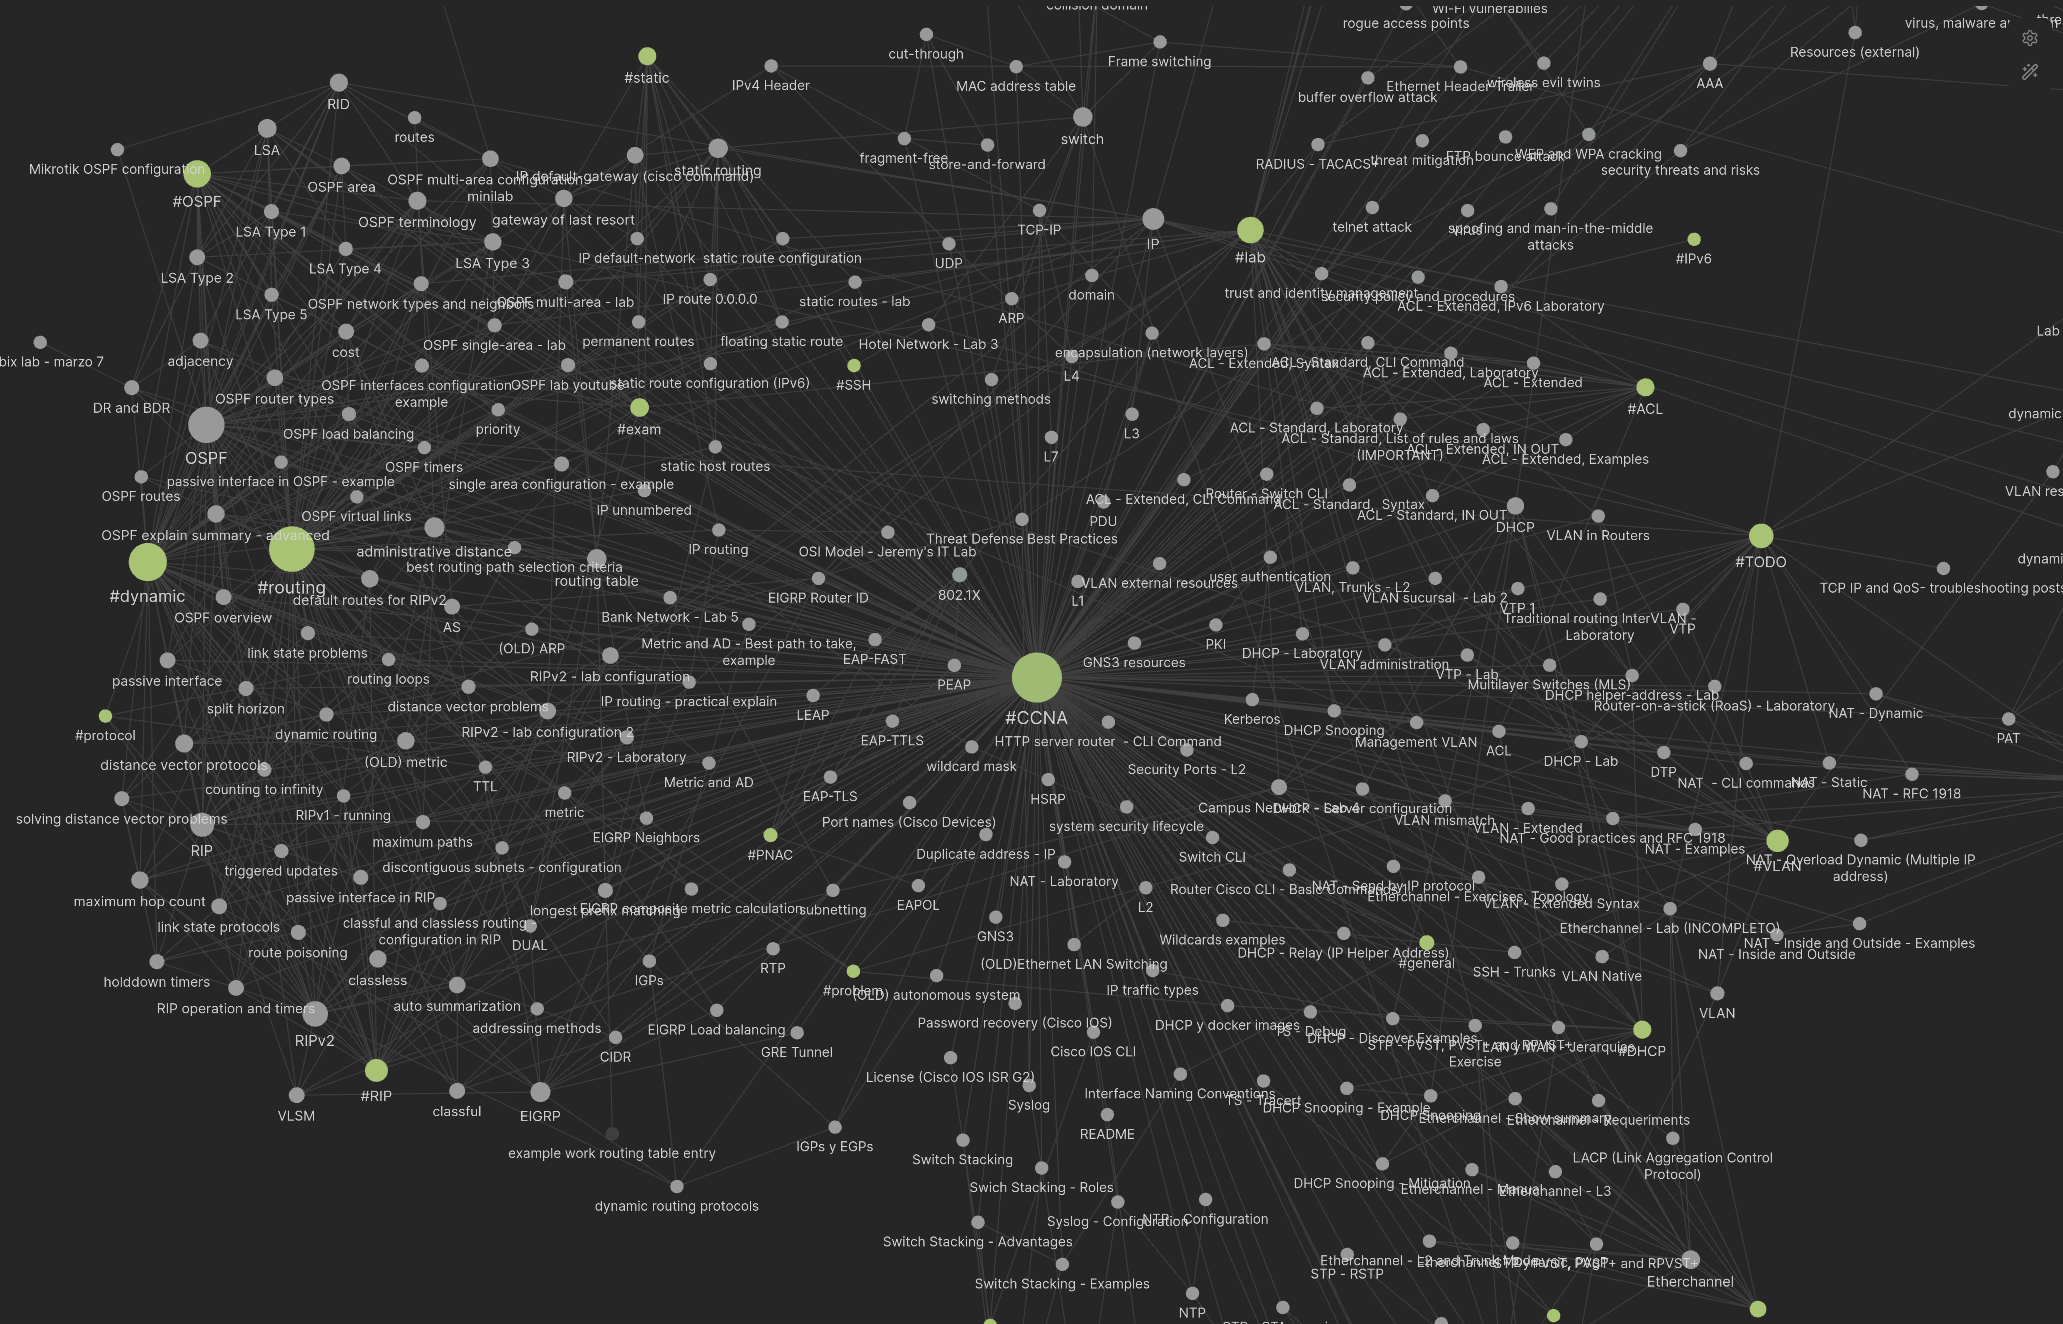 collision domain
Wi-Fi vulnerabilities
rogue access points
virus, malware
Resources (external)
cut-through
Frame switching
#static
IPv4 Header
MAC address table
buffer overflow attack
Ethernet Header Trailer
wireless evil twins
AAA
RID
routes
LSA
switch
fragment-free
store-and-forward
RADIUS - TACACS+
threat mitigation
FTP bounce attack
WEP and WPA cracking
security threats and risks
Mikrotik OSPF configuration
#OSPF
OSPF area
OSPF multi-area configuration -
minilab
IP default-gateway (cisco command)
static routing
OSPF terminology
gateway of last resort
LSA Type 1
TCP-IP
IP
#lab
telnet attack
virus
spoofing and man-in-the-middle
attacks
#IPv6
LSA Type 2
LSA Type 4
LSA Type 3
IP default-network
static route configuration
UDP
domain
trust and identity management
security policy and procedures
ACL - Extended, IPv6 Laboratory
OSPF network types and neighbors
OSPF multi-area - lab
IP route 0.0.0.0
static routes - lab
LSA Type 5
ARP
Lab
bix lab - marzo 7
adjacency
cost
OSPF single-area - lab
permanent routes
floating static route
Hotel Network - Lab 3
encapsulation (network layers)
ACL - Extended, Syntax
ACL - Standard, CLI Command
ACL - Extended, Laboratory
ACL - Extended
L4
#SSH
DR and BDR
OSPF router types
OSPF interfaces configuration -
example
OSPF lab youtube
static route configuration (IPv6)
switching methods
#ACL
dynamic
OSPF
OSPF load balancing
priority
#exam
L3
L7
ACL - Standard, Laboratory
ACL - Standard, List of rules and laws
(IMPORTANT)
ACL - Extended, IN OUT
ACL - Extended, Examples
OSPF timers
static host routes
passive interface in OSPF - example
single area configuration - example
OSPF routes
IP unnumbered
ACL - Extended, CLI Command
Router - Switch CLI
ACL - Standard, Syntax
ACL - Standard, IN OUT
PDU
DHCP
VLAN in Routers
VLAN res
OSPF virtual links
OSPF explain summary - advanced
administrative distance
best routing path selection criteria
routing table
IP routing
OSI Model - Jeremy's IT Lab
Threat Defense Best Practices
#TODO
dynami
#dynamic
#routing
default routes for RIPv2
OSPF overview
AS
Bank Network - Lab 5
EIGRP Router ID
802.1X
L1
VLAN external resources
user authentication
VLAN, Trunks - L2
VLAN sucursal - Lab 2
VTP 1
Traditional routing InterVLAN -
Laboratory
VTP
TCP IP and QoS- troubleshooting posts
link state problems
(OLD) ARP
Metric and AD - Best path to take,
example
EAP-FAST
PEAP
GNS3 resources
PKI
DHCP - Laboratory
VLAN administration
VTP - Lab
Multilayer Switches (MLS)
DHCP helper-address - Lab
Router-on-a-stick (RoaS) - Laboratory
NAT - Dynamic
passive interface
routing loops
RIPv2 - lab configuration
IP routing - practical explain
split horizon
distance vector problems
LEAP
#CCNA
Kerberos
DHCP Snooping
Management VLAN
ACL
PAT
#protocol
dynamic routing
RIPv2 - lab configuration 2
EAP-TTLS
HTTP server router - CLI Command
distance vector protocols
(OLD) metric
RIPv2 - Laboratory
wildcard mask
Security Ports - L2
DHCP - Lab
DTP
NAT - CLI commands
NAT - Static
NAT - RFC 1918
counting to infinity
TTL
Metric and AD
EAP-TLS
HSRP
Campus Network - Lab 4
DHCP - Server configuration
VLAN mismatch
VLAN - Extended
NAT - Good practices and RFC 1918
NAT - Examples
solving distance vector problems
RIPv1 - running
metric
Port names (Cisco Devices)
system security lifecycle
RIP
maximum paths
EIGRP Neighbors
#PNAC
Duplicate address - IP
Switch CLI
#VLAN
NAT - Overload Dynamic (Multiple IP
address)
triggered updates
discontiguous subnets - configuration
NAT - Laboratory
Router Cisco CLI - Basic Commands
NAT - Send by IP protocol
Etherchannel - Exercises, Topology
VLAN - Extended Syntax
maximum hop count
passive interface in RIP
longest prefix matching
EIGRP composite metric calculation
subnetting
EAPOL
L2
link state protocols
classful and classless routing
configuration in RIP
DUAL
GNS3
Wildcards examples
Etherchannel - Lab (INCOMPLETO)
NAT - Inside and Outside - Examples
NAT - Inside and Outside
route poisoning
DHCP - Relay (IP Helper Address)
#general
SSH - Trunks
VLAN Native
holddown timers
classless
IGPs
RTP
(OLD)Ethernet LAN Switching
IP traffic types
#problem
(OLD) autonomous system
RIP operation and timers
auto summarization
VLAN
RIPv2
addressing methods
EIGRP Load balancing
Password recovery (Cisco IOS)
DHCP y docker images
TS - Debug
DHCP - Discover Examples
STP - PVST, PVST+ and RPVST+
Exercise
LAN y WAN - Jerarquias
#DHCP
CIDR
GRE Tunnel
Cisco IOS CLI
License (Cisco IOS ISR G2)
#RIP
VLSM
classful
EIGRP
Syslog
Interface Naming Conventions
TS - Tracert
DHCP Snooping - Example
DHCP Snooping
Etherchannel - Show summary
Etherchannel - Requeriments
README
example work routing table entry
IGPs y EGPs
Switch Stacking
LACP (Link Aggregation Control
Protocol)
dynamic routing protocols
Swich Stacking - Roles
DHCP Snooping - Mitigation
Etherchannel - Manual
Etherchannel - L3
Syslog - Configuration
NTP - Configuration
Switch Stacking - Advantages
Etherchannel - L2 and Trunk Mode
STP - RSTP
Etherchannel
Switch Stacking - Examples
NTP